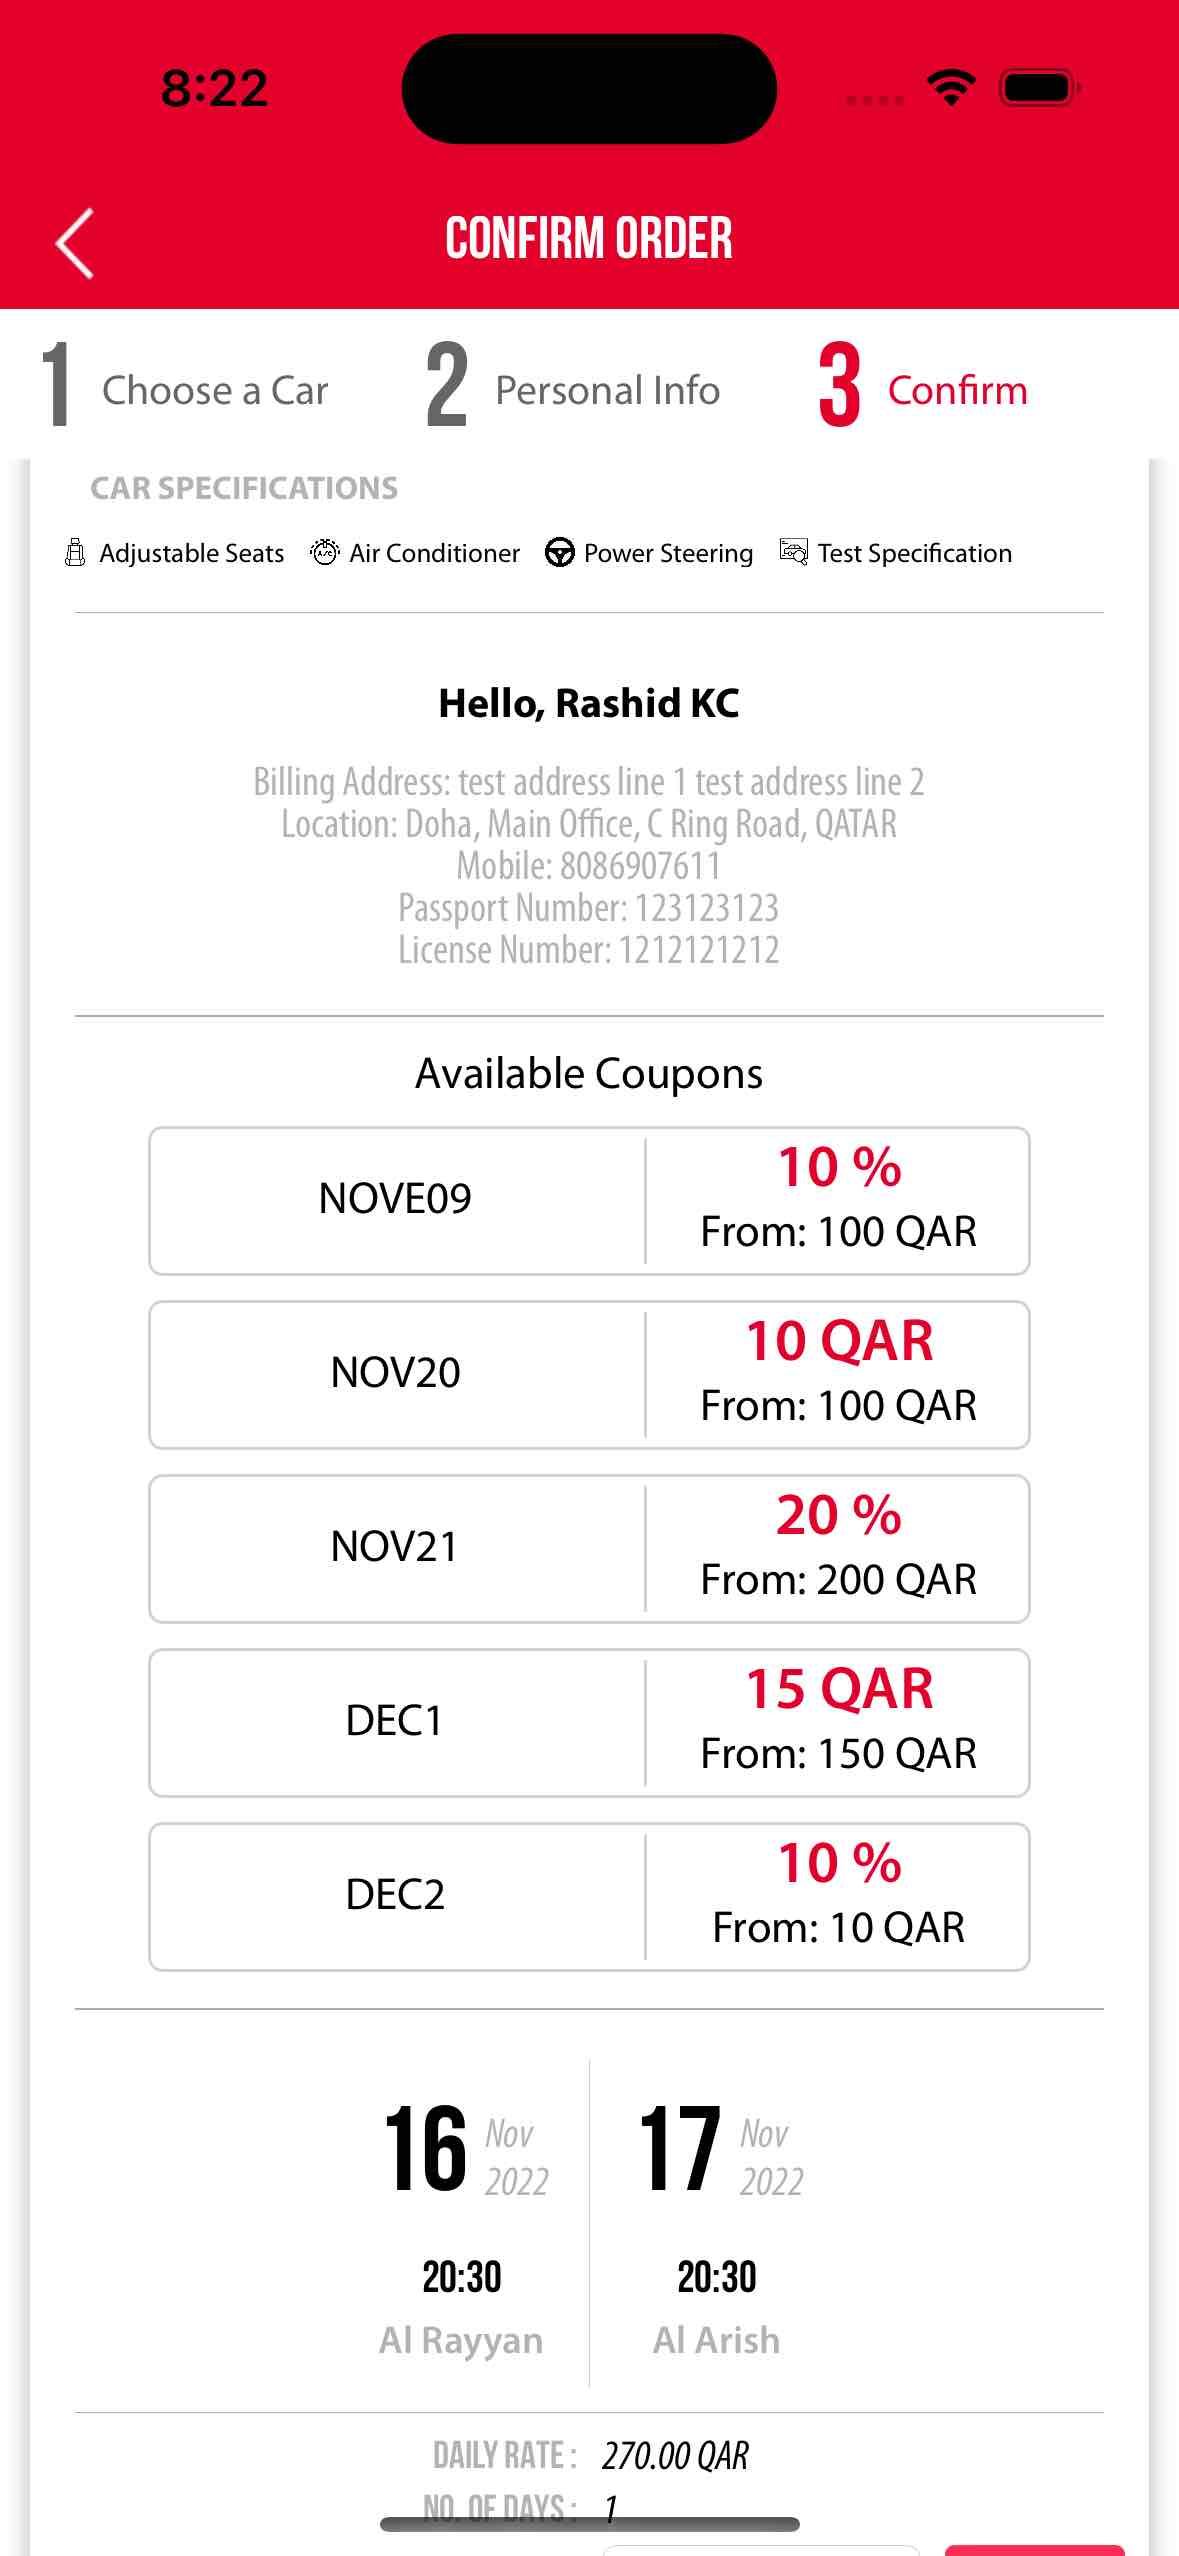 8:22
CONFIRM ORDER
1 Choose a Car 2 Personal Info 3 Confirm
CAR SPECIFICATIONS
Adjustable Seats A/C Air Conditioner Power Steering Test Specification
Hello, Rashid KC
Billing Address: test address line 1 test address line 2
Location: Doha, Main Office, C Ring Road, QATAR
Mobile: 8086907611
Passport Number: 123123123
License Number: 1212121212
Available Coupons
NOVE09
10 %
From: 100 QAR
NOV20
10 QAR
From: 100 QAR
NOV21
20 %
From: 200 QAR
DEC1
15 QAR
From: 150 QAR
DEC2
10 %
From: 10 QAR
16 Nov 2022
20:30
Al Rayyan
17 Nov 2022
20:30
Al Arish
DAILY RATE : 270.00 QAR
NO. OF DAYS : 1